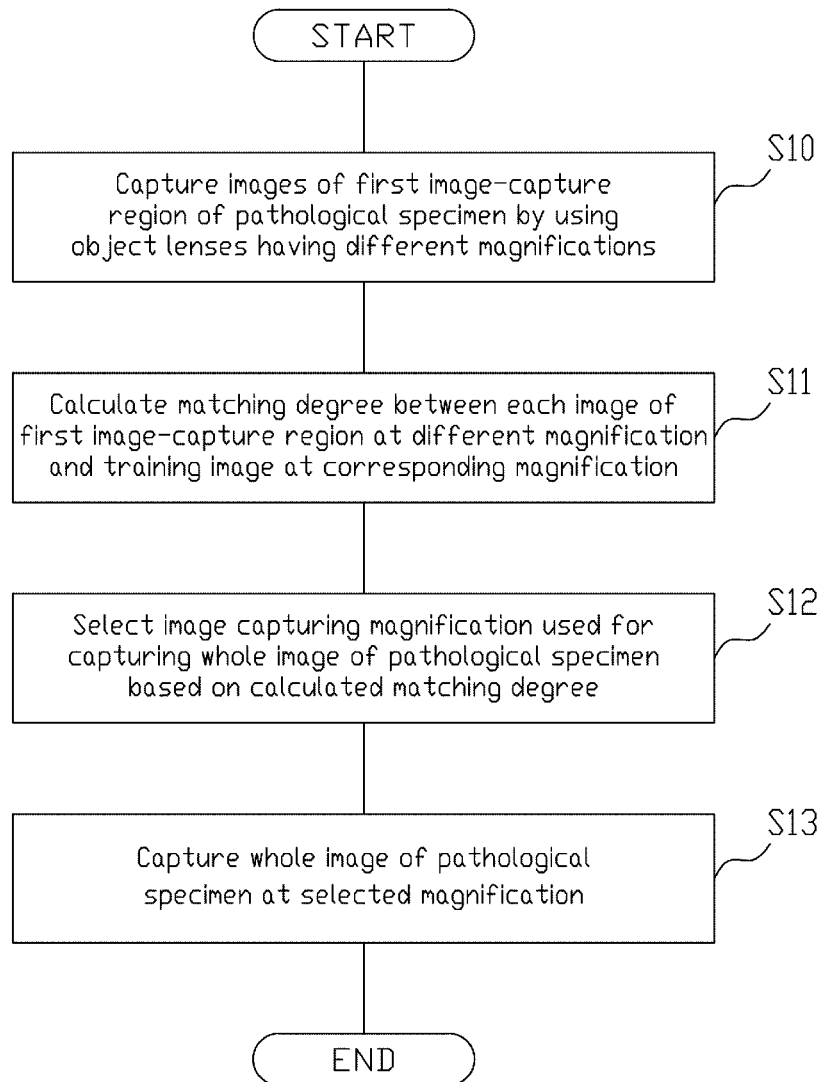 START
S10
Capture images of first image-capture
region of pathological specimen by using
object lenses having different magnifications
S11
Calculate matching degree between each image of
first image-capture region at different magnification
and training image at corresponding magnification
S12
Select image capturing magnification used for
capturing whole image of pathological specimen
based on calculated matching degree
S13
Capture whole image of pathological
specimen at selected magnification
END